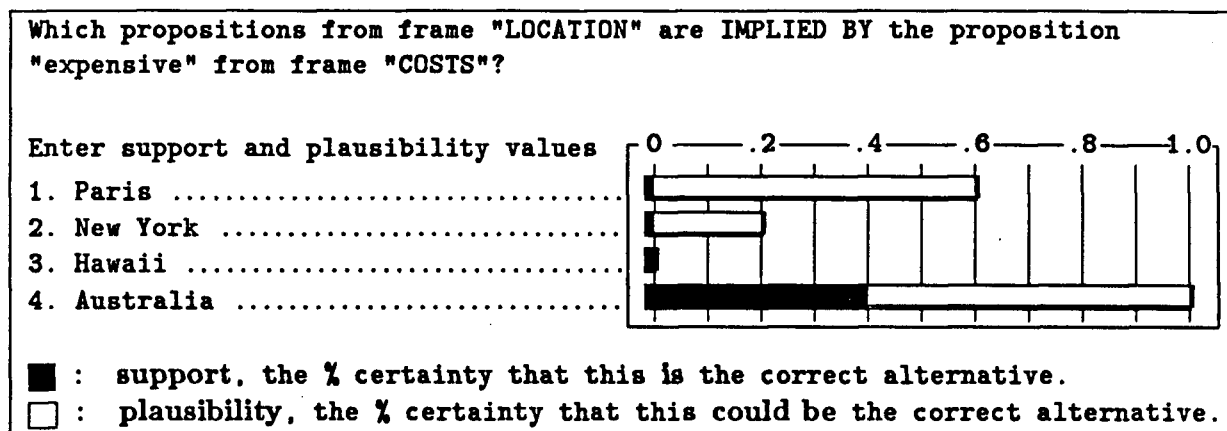 Which propositions from frame "LOCATION" are IMPLIED BY the proposition
"expensive" from frame "COSTS"?
Enter support and plausibility values 0 .2 .4 .6 .8 1.0
1. Paris ..................................
2. New York ..............................
3. Hawaii .................................
4. Australia .............................
: support, the % certainty that this is the correct alternative.
: plausibility, the % certainty that this could be the correct alternative.